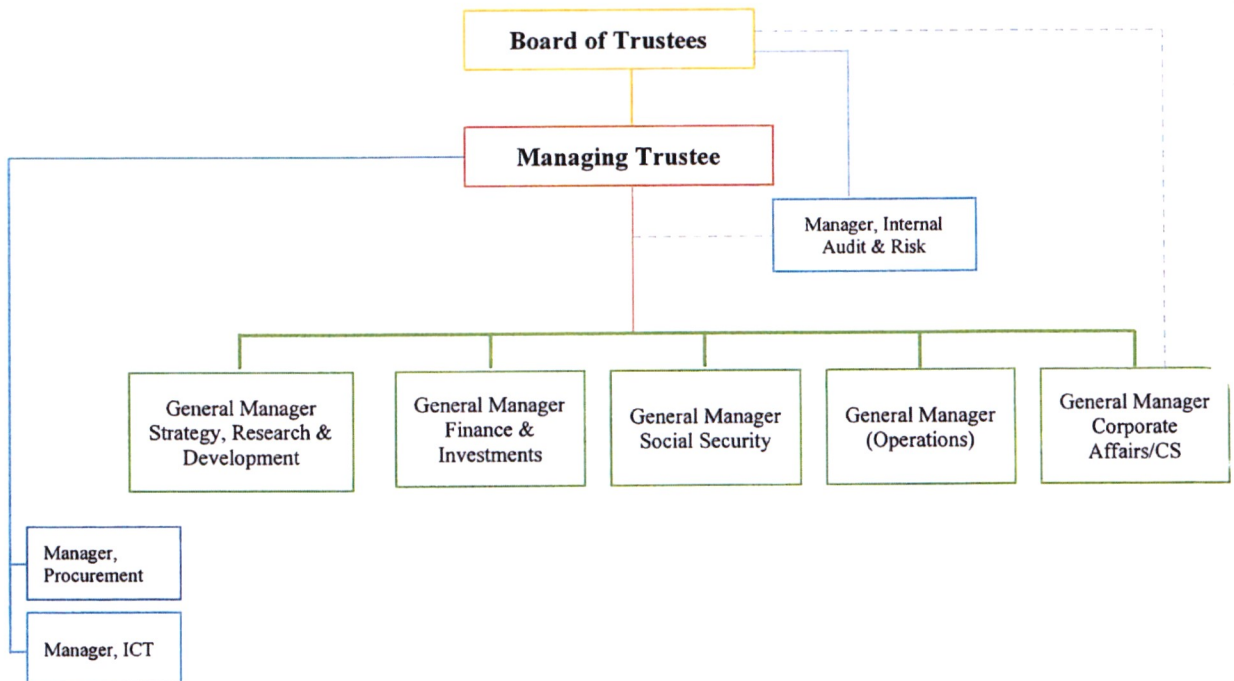 Board of Trustees
Managing Trustee
Manager, Internal
Audit & Risk
General Manager
Strategy, Research &
Development
General Manager
Finance &
Investments
General Manager
Social Security
General Manager
(Operations)
General Manager
Corporate
Affairs/CS
Manager,
Procurement
Manager, ICT